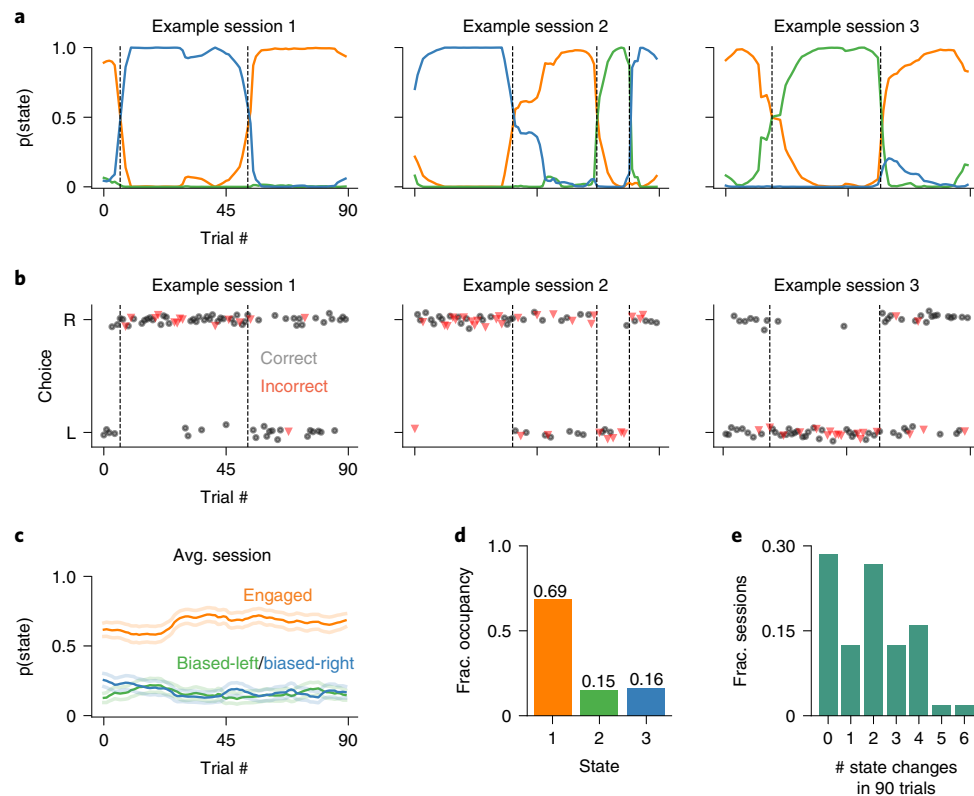 a
Example session 1
Example session 2
Example session 3
1.0
0.5
0
p(state)
0
45
90
Trial #
b
Example session 1
Example session 2
Example session 3
R
L
Choice
Correct
Incorrect
0
45
90
Trial #
c
Avg. session
1.0
0.5
0
p(state)
Engaged
Biased-left/biased-right
0
45
90
Trial #
d
1.0
0.5
0
Frac. occupancy
0.69
0.15
0.16
1
2
3
State
e
0.30
0.15
0
Frac. sessions
0 1 2 3 4 5 6
# state changes
in 90 trials